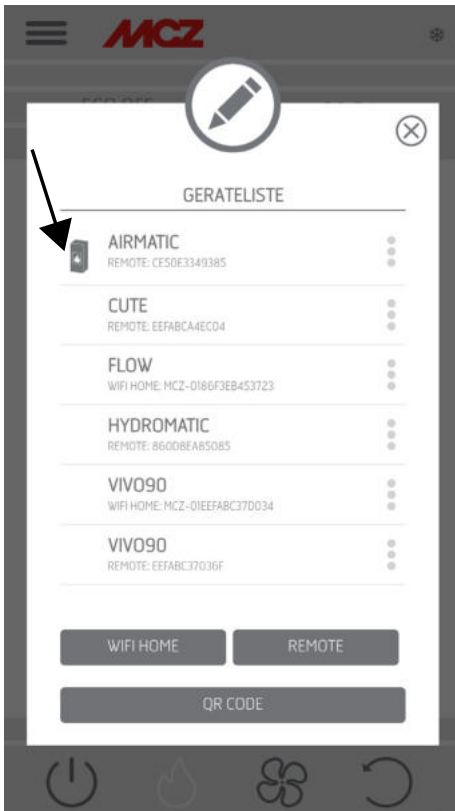 MCZ
GERATELISTE
AIRMATIC
REMOTE: CE50E3349385
CUTE
REMOTE: EEFABCA4EC04
FLOW
WIFI HOME: MCZ-0186F3EB453723
HYDROMATIC
REMOTE: 860D8EA85085
VIVO90
WIFI HOME: MCZ-01EEFABC37D034
VIVO90
REMOTE: EEFABC37036F
WIFI HOME
REMOTE
QR CODE